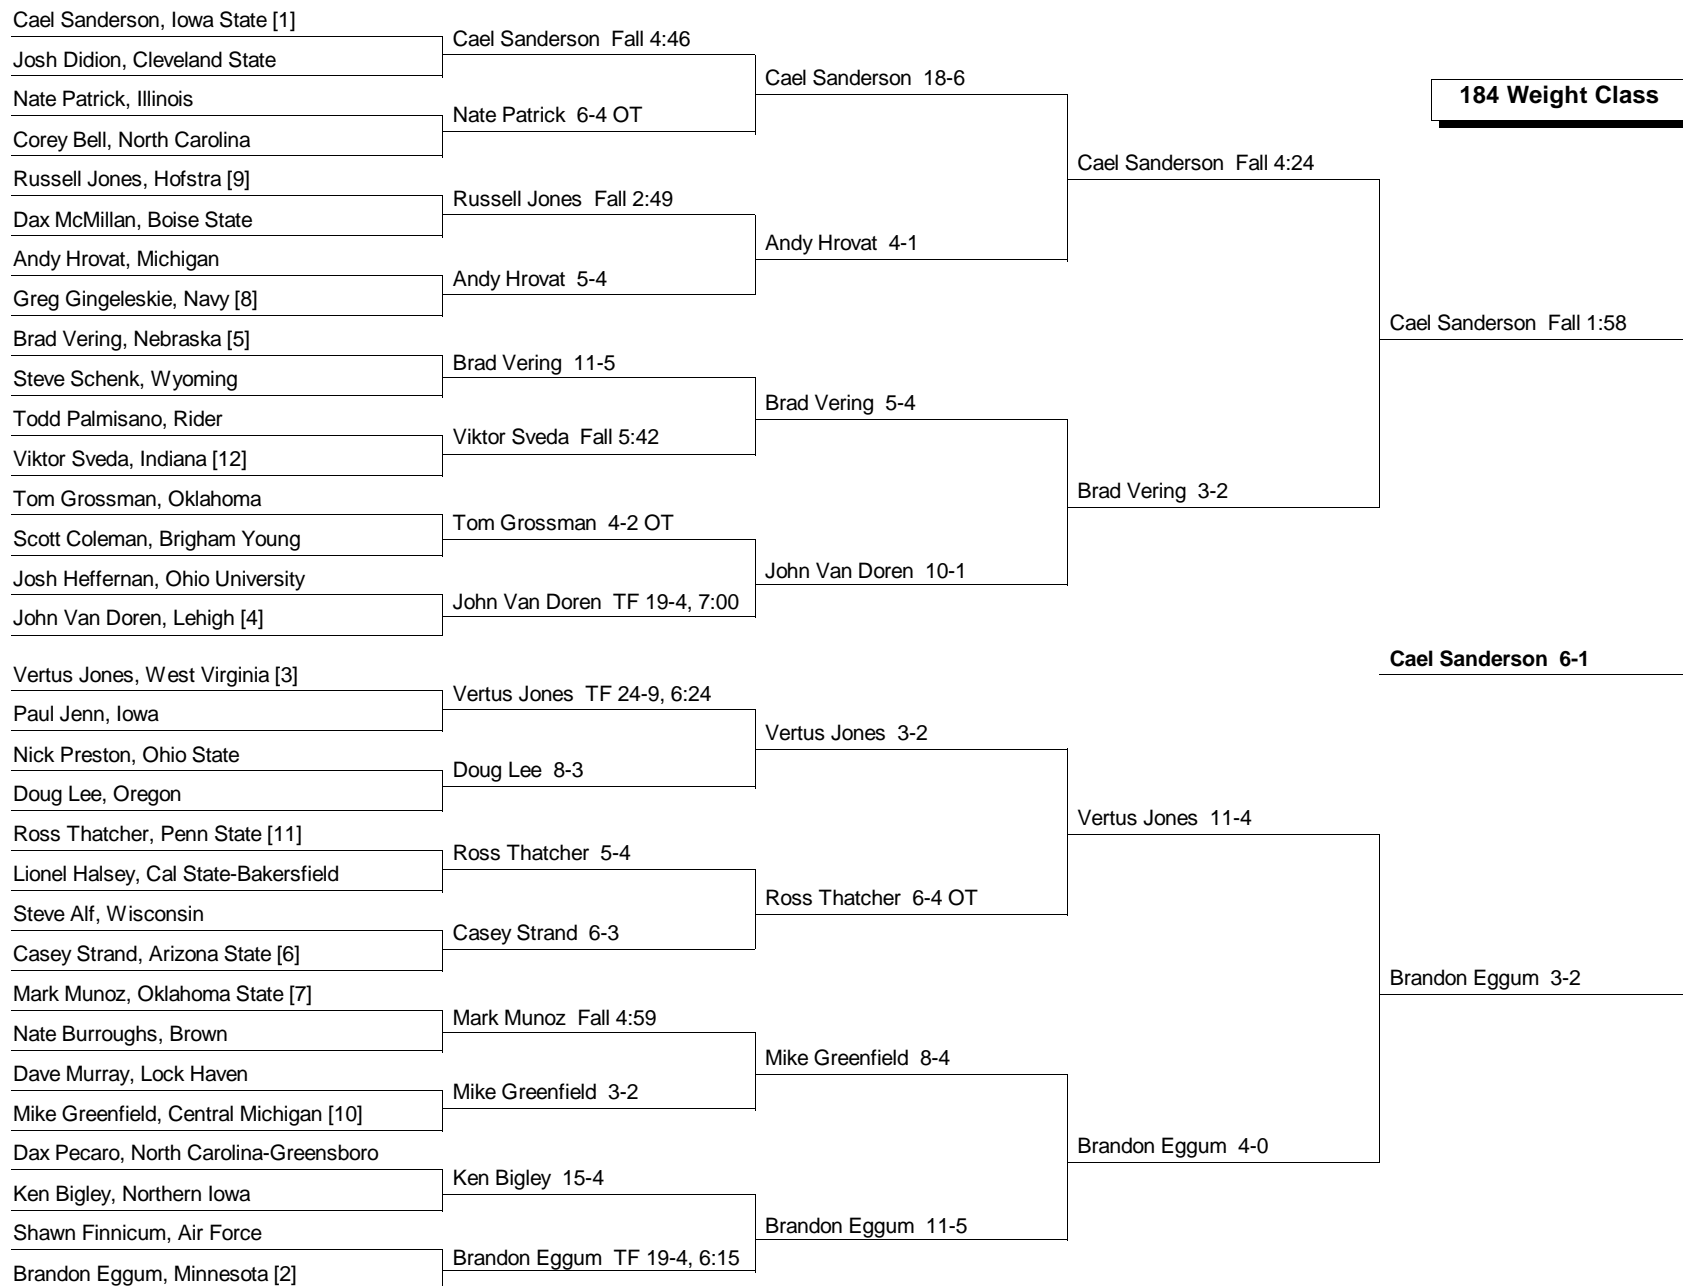 Cael Sanderson, Iowa State [1]
Josh Didion, Cleveland State
Nate Patrick, Illinois
Corey Bell, North Carolina
Russell Jones, Hofstra [9]
Dax McMillan, Boise State
Andy Hrovat, Michigan
Greg Gingeleskie, Navy [8]
Brad Vering, Nebraska [5]
Steve Schenk, Wyoming
Todd Palmisano, Rider
Viktor Sveda, Indiana [12]
Tom Grossman, Oklahoma
Scott Coleman, Brigham Young
Josh Heffernan, Ohio University
John Van Doren, Lehigh [4]
Vertus Jones, West Virginia [3]
Paul Jenn, Iowa
Nick Preston, Ohio State
Doug Lee, Oregon
Ross Thatcher, Penn State [11]
Lionel Halsey, Cal State-Bakersfield
Steve Alf, Wisconsin
Casey Strand, Arizona State [6]
Mark Munoz, Oklahoma State [7]
Nate Burroughs, Brown
Dave Murray, Lock Haven
Mike Greenfield, Central Michigan [10]
Dax Pecaro, North Carolina-Greensboro
Ken Bigley, Northern Iowa
Shawn Finnicum, Air Force
Brandon Eggum, Minnesota [2]
Cael Sanderson Fall 4:46
Nate Patrick 6-4 OT
Russell Jones Fall 2:49
Andy Hrovat 5-4
Brad Vering 11-5
Viktor Sveda Fall 5:42
Tom Grossman 4-2 OT
John Van Doren TF 19-4, 7:00
Vertus Jones TF 24-9, 6:24
Doug Lee 8-3
Ross Thatcher 5-4
Casey Strand 6-3
Mark Munoz Fall 4:59
Mike Greenfield 3-2
Ken Bigley 15-4
Brandon Eggum TF 19-4, 6:15
Cael Sanderson 18-6
Andy Hrovat 4-1
Brad Vering 5-4
John Van Doren 10-1
Vertus Jones 3-2
Ross Thatcher 6-4 OT
Mike Greenfield 8-4
Brandon Eggum 11-5
Cael Sanderson Fall 4:24
Brad Vering 3-2
Vertus Jones 11-4
Brandon Eggum 4-0
184 Weight Class
Cael Sanderson Fall 1:58
Cael Sanderson 6-1
Brandon Eggum 3-2